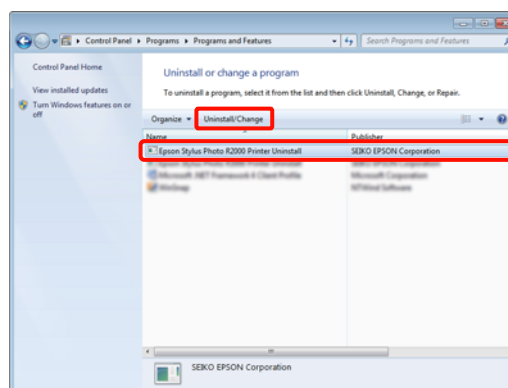 Control Panel ▸ Programs ▸ Programs and Features
Search Programs and Features
Control Panel Home
View installed updates
Turn Windows features on or
off
Uninstall or change a program
To uninstall a program, select it from the list and then click Uninstall, Change, or Repair.
Organize Uninstall/Change
Name Publisher
Epson Stylus Photo R2000 Printer Uninstall SEIKO EPSON Corporation
SEIKO EPSON Corporation